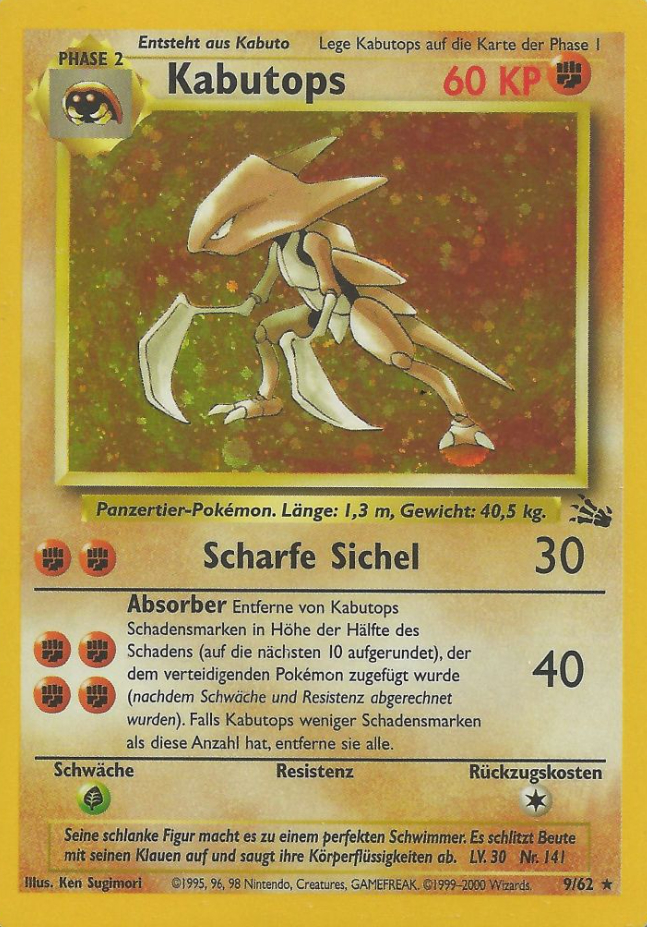 Entsteht aus Kabuto Lege Kabutops auf die Karte der Phase 1
PHASE 2
Kabutops 60 KP
Panzertier-Pokémon. Länge: 1,3 m, Gewicht: 40,5 kg.
Scharfe Sichel 30
Absorber Entferne von Kabutops
Schadensmarken in Höhe der Hälfte des
Schadens (auf die nächsten 10 aufgerundet), der
dem verteidigenden Pokémon zugefügt wurde
(nachdem Schwäche und Resistenz abgerechnet
wurden). Falls Kabutops weniger Schadensmarken
als diese Anzahl hat, entferne sie alle.
40
Schwäche Resistenz Rückzugskosten
Seine schlanke Figur macht es zu einem perfekten Schwimmer. Es schlitzt Beute
mit seinen Klauen auf und saugt ihre Körperflüssigkeiten ab. LV. 30 Nr. 141
Illus. Ken Sugimori ©1995, 96, 98 Nintendo, Creatures, GAMEFREAK. ©1999-2000 Wizards. 9/62 ★